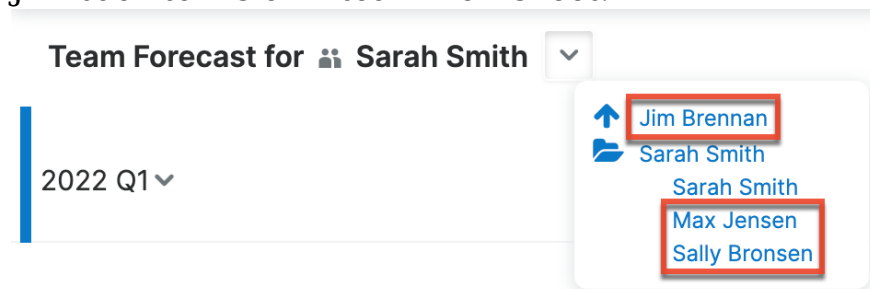 Team Forecast for Sarah Smith
Jim Brennan
Sarah Smith
2022 Q1
Sarah Smith
Max Jensen
Sally Bronsen